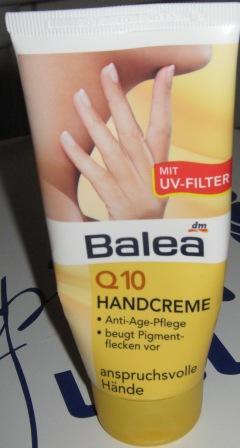 MIT
UV-FILTER
dm
Balea
Q10
HANDCREME
• Anti-Age-Pflege
• beugt Pigment-
flecken vor
anspruchsvolle
Hände